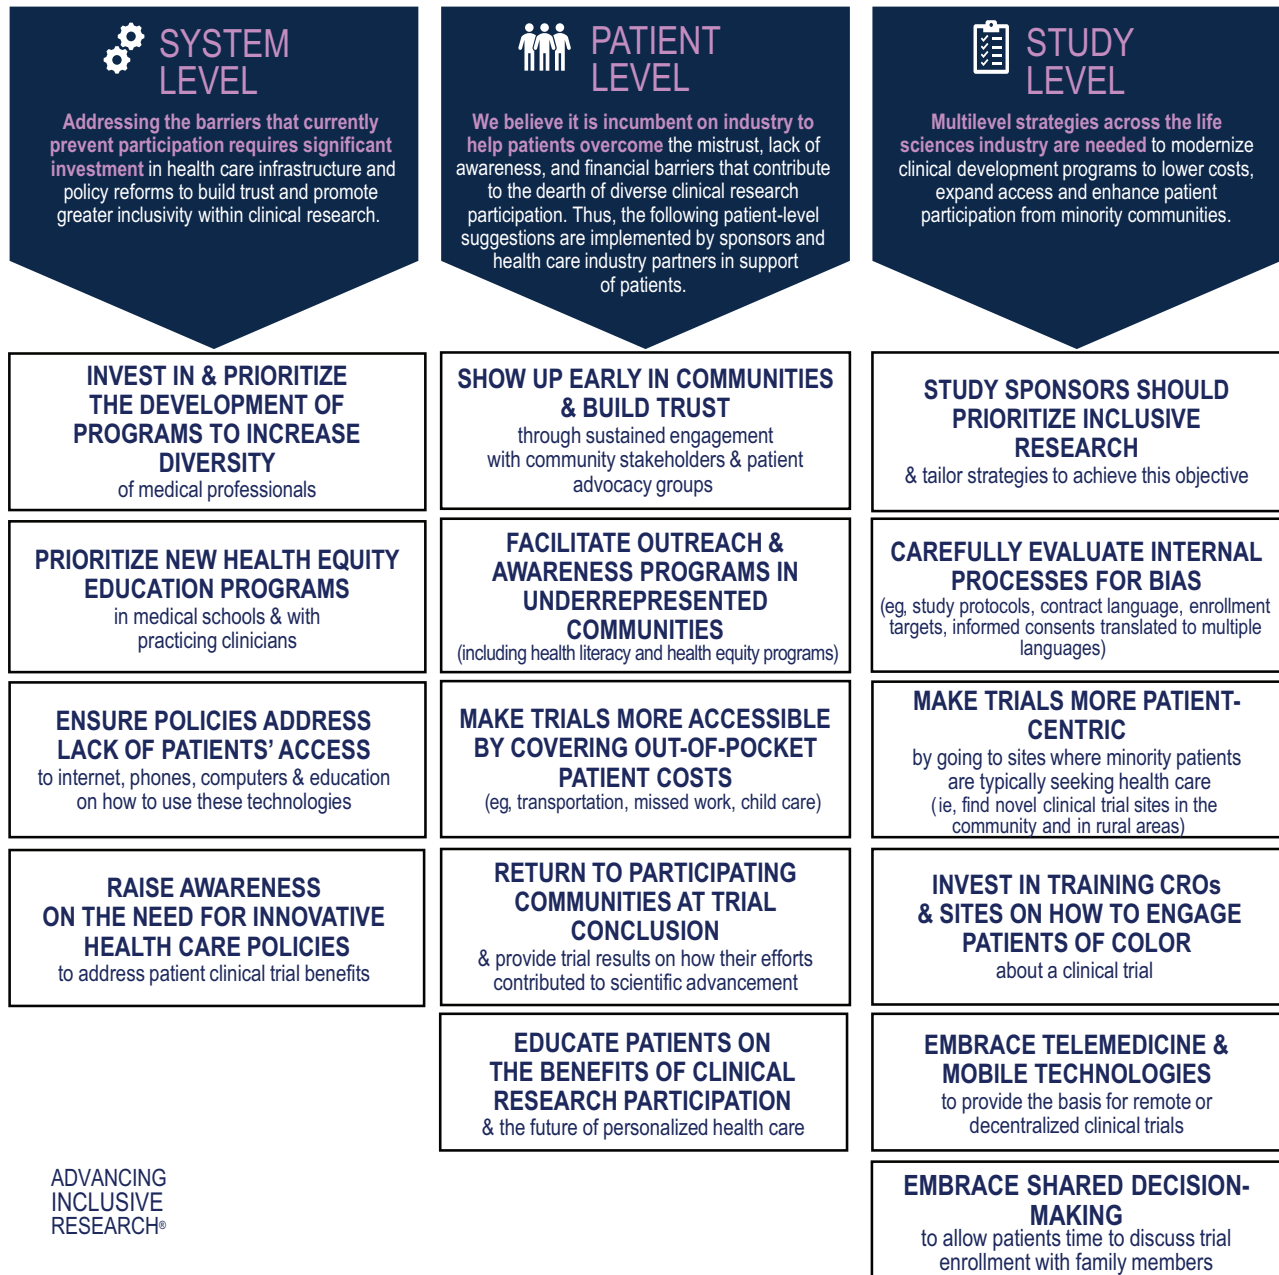 SYSTEM
LEVEL
Addressing the barriers that currently
prevent participation requires significant
investment in health care infrastructure and
policy reforms to build trust and promote
greater inclusivity within clinical research.
INVEST IN & PRIORITIZE
THE DEVELOPMENT OF
PROGRAMS TO INCREASE
DIVERSITY
of medical professionals
PRIORITIZE NEW HEALTH EQUITY
EDUCATION PROGRAMS
in medical schools & with
practicing clinicians
ENSURE POLICIES ADDRESS
LACK OF PATIENTS' ACCESS
to internet, phones, computers & education
on how to use these technologies
RAISE AWARENESS
ON THE NEED FOR INNOVATIVE
HEALTH CARE POLICIES
to address patient clinical trial benefits
PATIENT
LEVEL
We believe it is incumbent on industry to
help patients overcome the mistrust, lack of
awareness, and financial barriers that contribute
to the dearth of diverse clinical research
participation. Thus, the following patient-level
suggestions are implemented by sponsors and
health care industry partners in support
of patients.
SHOW UP EARLY IN COMMUNITIES
& BUILD TRUST
through sustained engagement
with community stakeholders & patient
advocacy groups
FACILITATE OUTREACH &
AWARENESS PROGRAMS IN
UNDERREPRESENTED
COMMUNITIES
(including health literacy and health equity programs)
MAKE TRIALS MORE ACCESSIBLE
BY COVERING OUT-OF-POCKET
PATIENT COSTS
(eg, transportation, missed work, child care)
RETURN TO PARTICIPATING
COMMUNITIES AT TRIAL
CONCLUSION
& provide trial results on how their efforts
contributed to scientific advancement
EDUCATE PATIENTS ON
THE BENEFITS OF CLINICAL
RESEARCH PARTICIPATION
& the future of personalized health care
STUDY
LEVEL
Multilevel strategies across the life
sciences industry are needed to modernize
clinical development programs to lower costs,
expand access and enhance patient
participation from minority communities.
STUDY SPONSORS SHOULD
PRIORITIZE INCLUSIVE
RESEARCH
& tailor strategies to achieve this objective
CAREFULLY EVALUATE INTERNAL
PROCESSES FOR BIAS
(eg, study protocols, contract language, enrollment
targets, informed consents translated to multiple
languages)
MAKE TRIALS MORE PATIENT-
CENTRIC
by going to sites where minority patients
are typically seeking health care
(ie, find novel clinical trial sites in the
community and in rural areas)
INVEST IN TRAINING CROs
& SITES ON HOW TO ENGAGE
PATIENTS OF COLOR
about a clinical trial
EMBRACE TELEMEDICINE &
MOBILE TECHNOLOGIES
to provide the basis for remote or
decentralized clinical trials
EMBRACE SHARED DECISION-
MAKING
to allow patients time to discuss trial
enrollment with family members
ADVANCING
INCLUSIVE
RESEARCH®